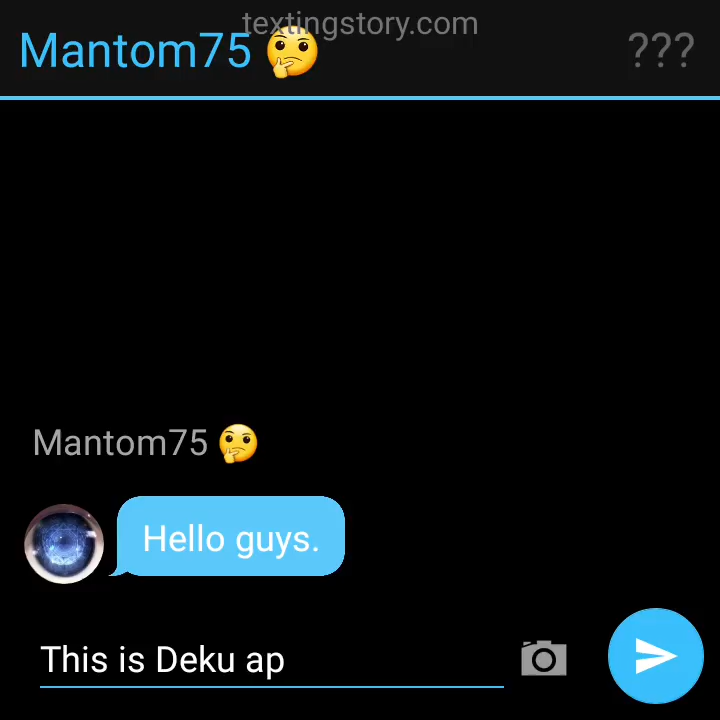 textingstory.com
Mantom75 🤔 ???
Mantom75 🤔
Hello guys.
This is Deku ap